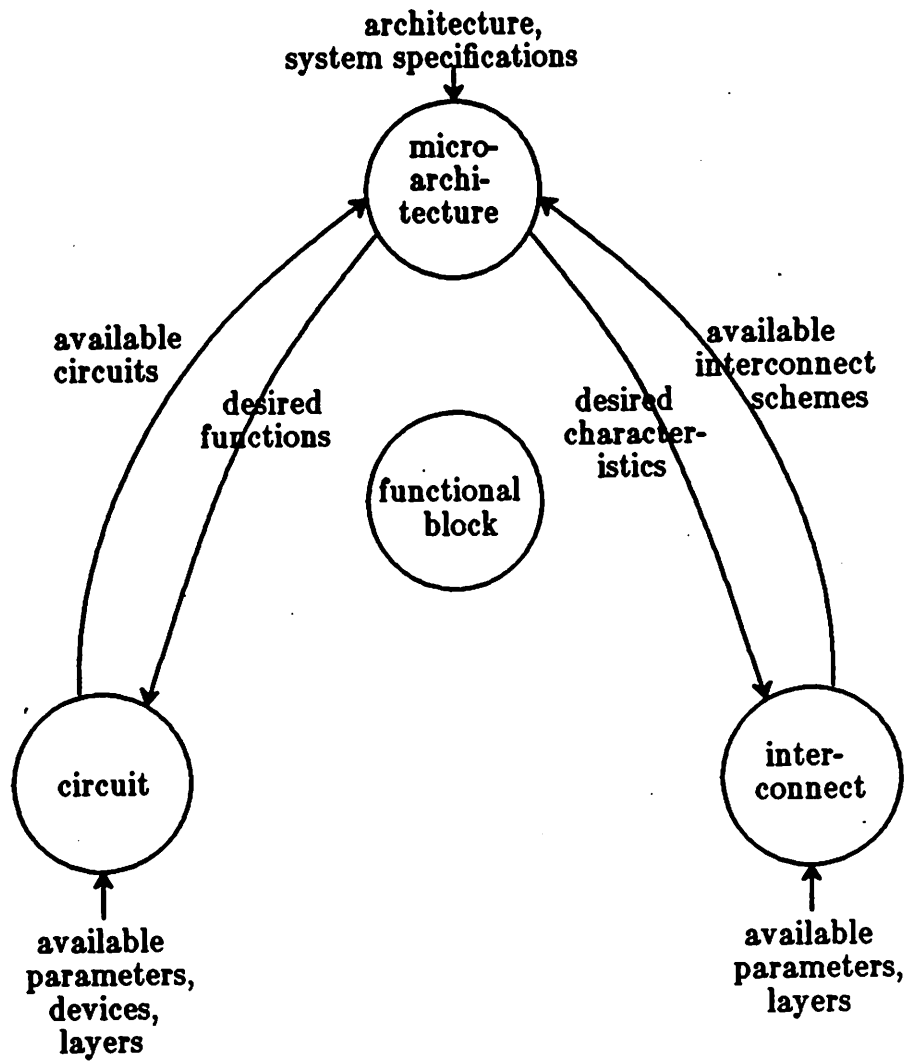 architecture,
system specifications
micro-
archi-
tecture
available
circuits
desired
functions
desired
character-
istics
available
interconnect
schemes
functional
block
circuit
inter-
connect
available
parameters,
devices,
layers
available
parameters,
layers